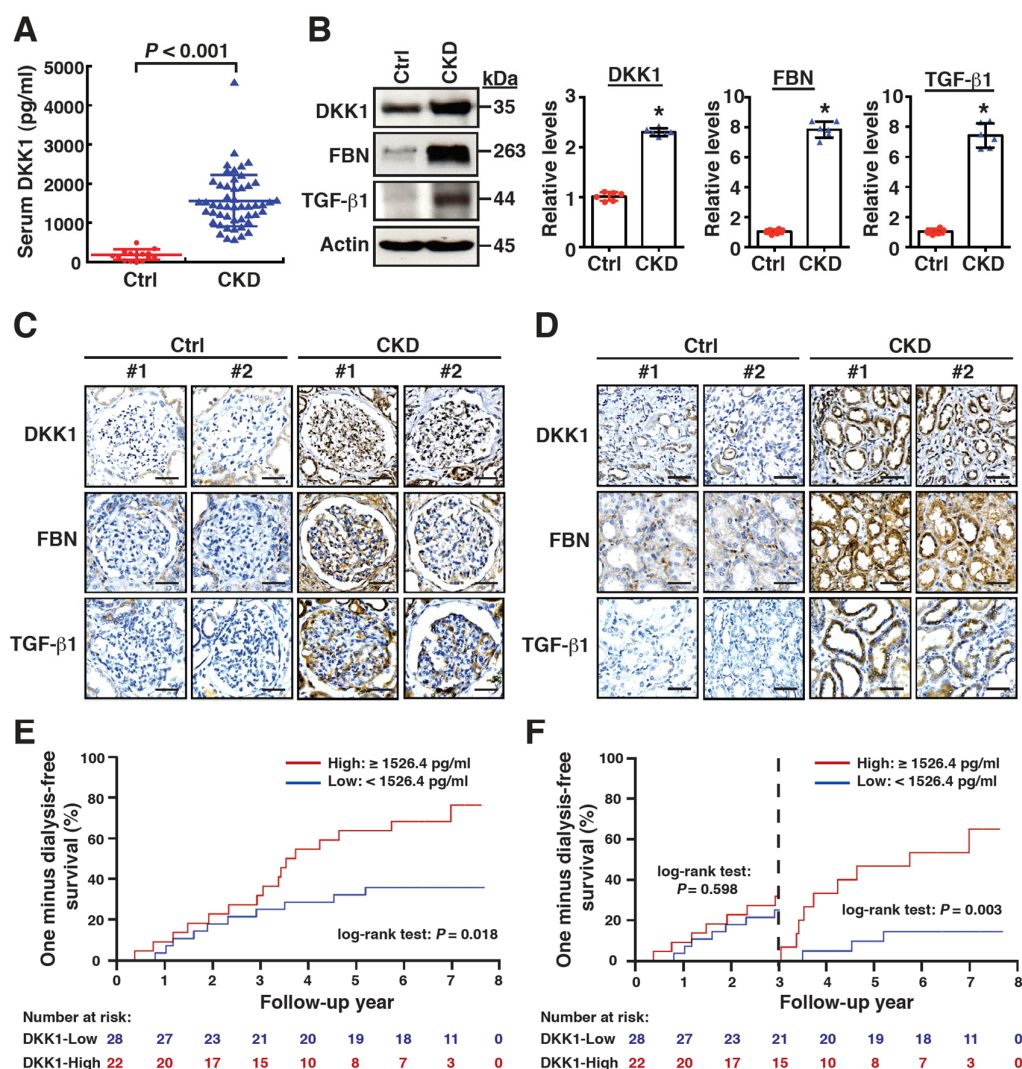 A
P < 0.001
Serum DKK1 (pg/ml)
5000
4000
3000
2000
1000
0
Ctrl
CKD
B
Ctrl
CKD
kDa
DKK1
35
FBN
263
TGF-β1
44
Actin
45
DKK1
Relative levels
3
2
1
0
*
Ctrl
CKD
FBN
Relative levels
10
8
6
4
2
0
*
Ctrl
CKD
TGF-β1
Relative levels
10
8
6
4
2
0
*
Ctrl
CKD
C
Ctrl
CKD
#1
#2
#1
#2
DKK1
FBN
TGF-β1
D
Ctrl
CKD
#1
#2
#1
#2
DKK1
FBN
TGF-β1
E
One minus dialysis-free
survival (%)
100
80
60
40
20
0
High: ≥ 1526.4 pg/ml
Low: < 1526.4 pg/ml
log-rank test: P = 0.018
0 1 2 3 4 5 6 7 8
Follow-up year
Number at risk:
DKK1-Low 28 27 23 21 20 19 18 11 0
DKK1-High 22 20 17 15 10 8 7 3 0
F
One minus dialysis-free
survival (%)
100
80
60
40
20
0
High: ≥ 1526.4 pg/ml
Low: < 1526.4 pg/ml
log-rank test:
P = 0.598
log-rank test: P = 0.003
0 1 2 3 4 5 6 7 8
Follow-up year
Number at risk:
DKK1-Low 28 27 23 21 20 19 18 11 0
DKK1-High 22 20 17 15 10 8 7 3 0